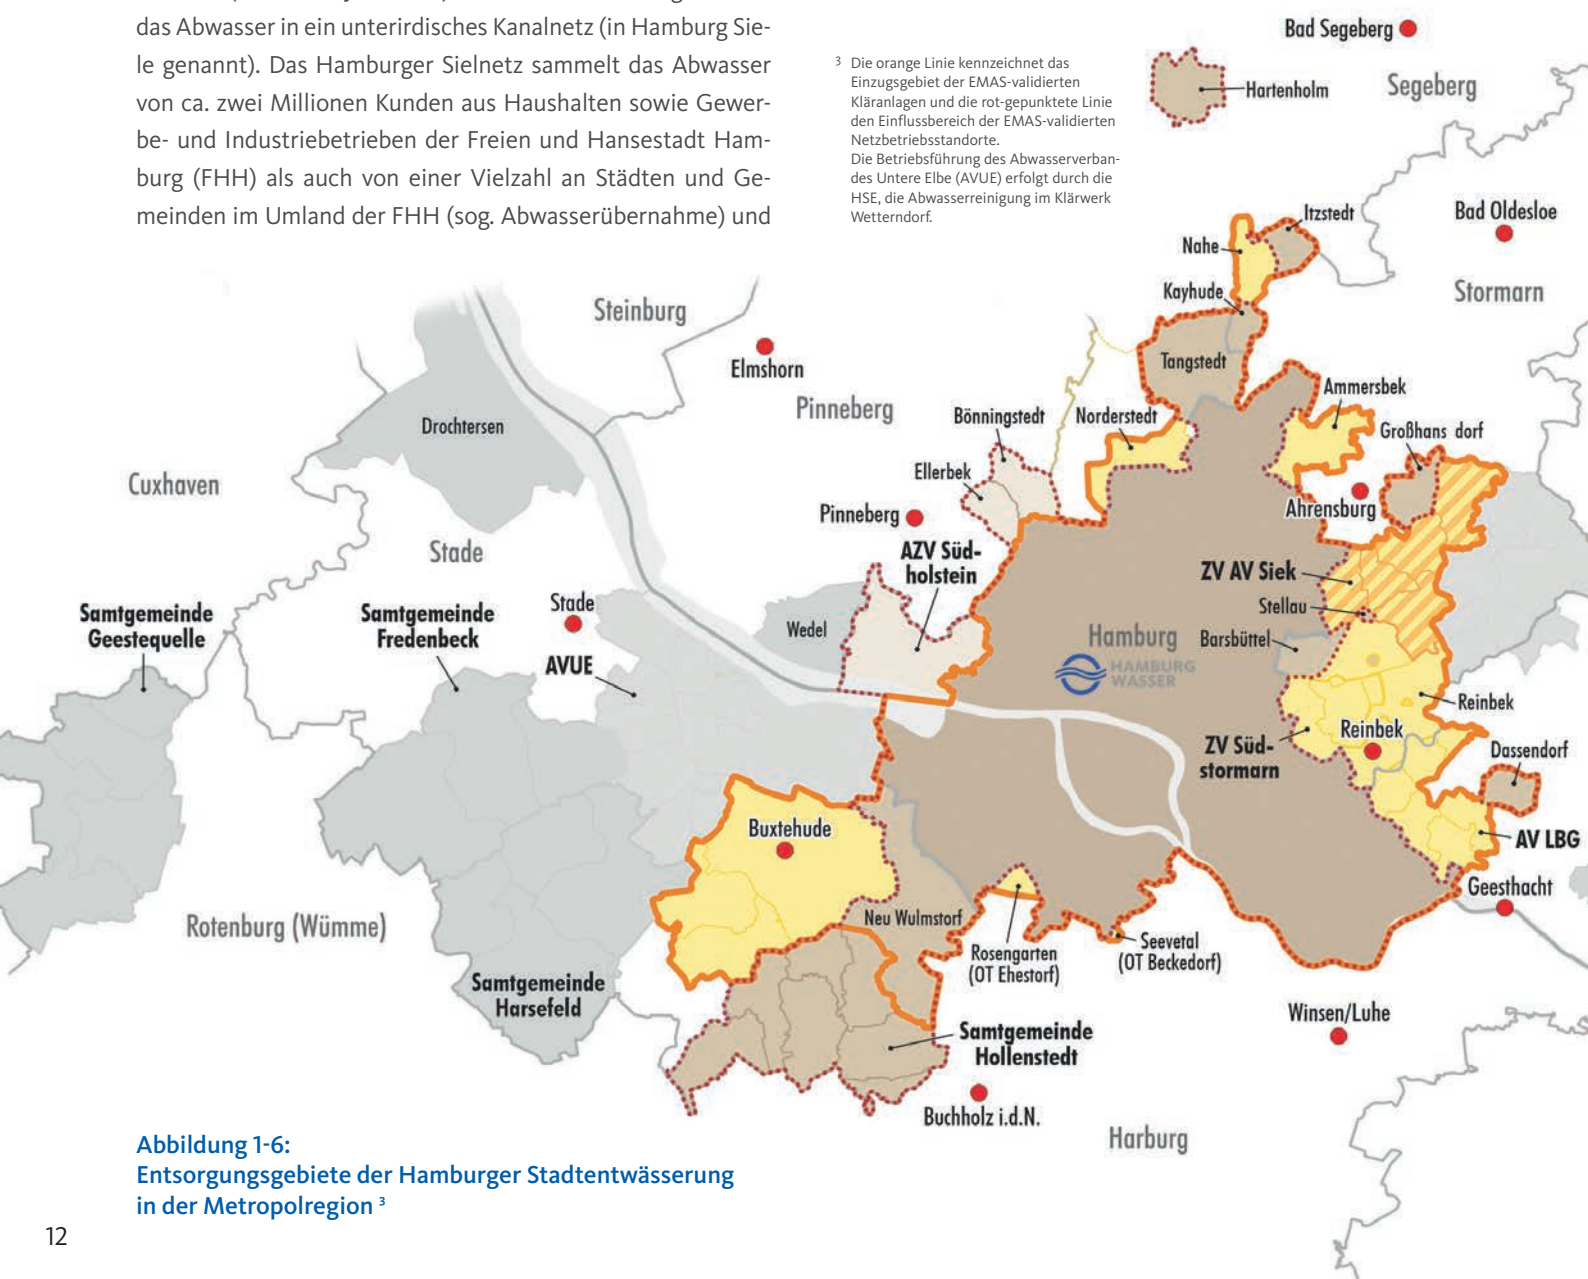 das Abwasser in ein unterirdisches Kanalnetz (in Hamburg Sie-
le genannt). Das Hamburger Sielnetz sammelt das Abwasser
von ca. zwei Millionen Kunden aus Haushalten sowie Gewer-
be- und Industriebetrieben der Freien und Hansestadt Ham-
burg (FHH) als auch von einer Vielzahl an Städten und Ge-
meinden im Umland der FHH (sog. Abwasserübernahme) und
3 Die orange Linie kennzeichnet das
Einzugsgebiet der EMAS-validierten
Kläranlagen und die rot-gepunktete Linie
den Einflussbereich der EMAS-validierten
Netzbetriebsstandorte.
Die Betriebsführung des Abwasserverban-
des Untere Elbe (AVUE) erfolgt durch die
HSE, die Abwasserreinigung im Klärwerk
Wetterndorf.
Bad Segeberg
Segeberg
Hartenholm
Itzstedt
Bad Oldesloe
Nahe
Kayhude
Stormarn
Steinburg
Elmshorn
Tangstedt
Ammersbek
Pinneberg
Bönningstedt
Norderstedt
Drochtersen
Großhans dorf
Ellerbek
Cuxhaven
Pinneberg
Ahrensburg
Stade
AZV Süd-
holstein
ZV AV Siek
Stellau
Samtgemeinde
Geestequelle
Samtgemeinde
Fredenbeck
Stade
Wedel
Hamburg
HAMBURG
WASSER
Barsbüttel
AVUE
Reinbek
Reinbek
ZV Süd-
stormarn
Dassendorf
Buxtehude
AV LBG
Geesthacht
Rotenburg (Wümme)
Neu Wulmstorf
Rosengarten
(OT Ehestorf)
Seevetal
(OT Beckedorf)
Samtgemeinde
Harsefeld
Winsen/Luhe
Samtgemeinde
Hollenstedt
Buchholz i.d.N.
Harburg
Abbildung 1-6:
Entsorgungsgebiete der Hamburger Stadtentwässerung
in der Metropolregion 3
12